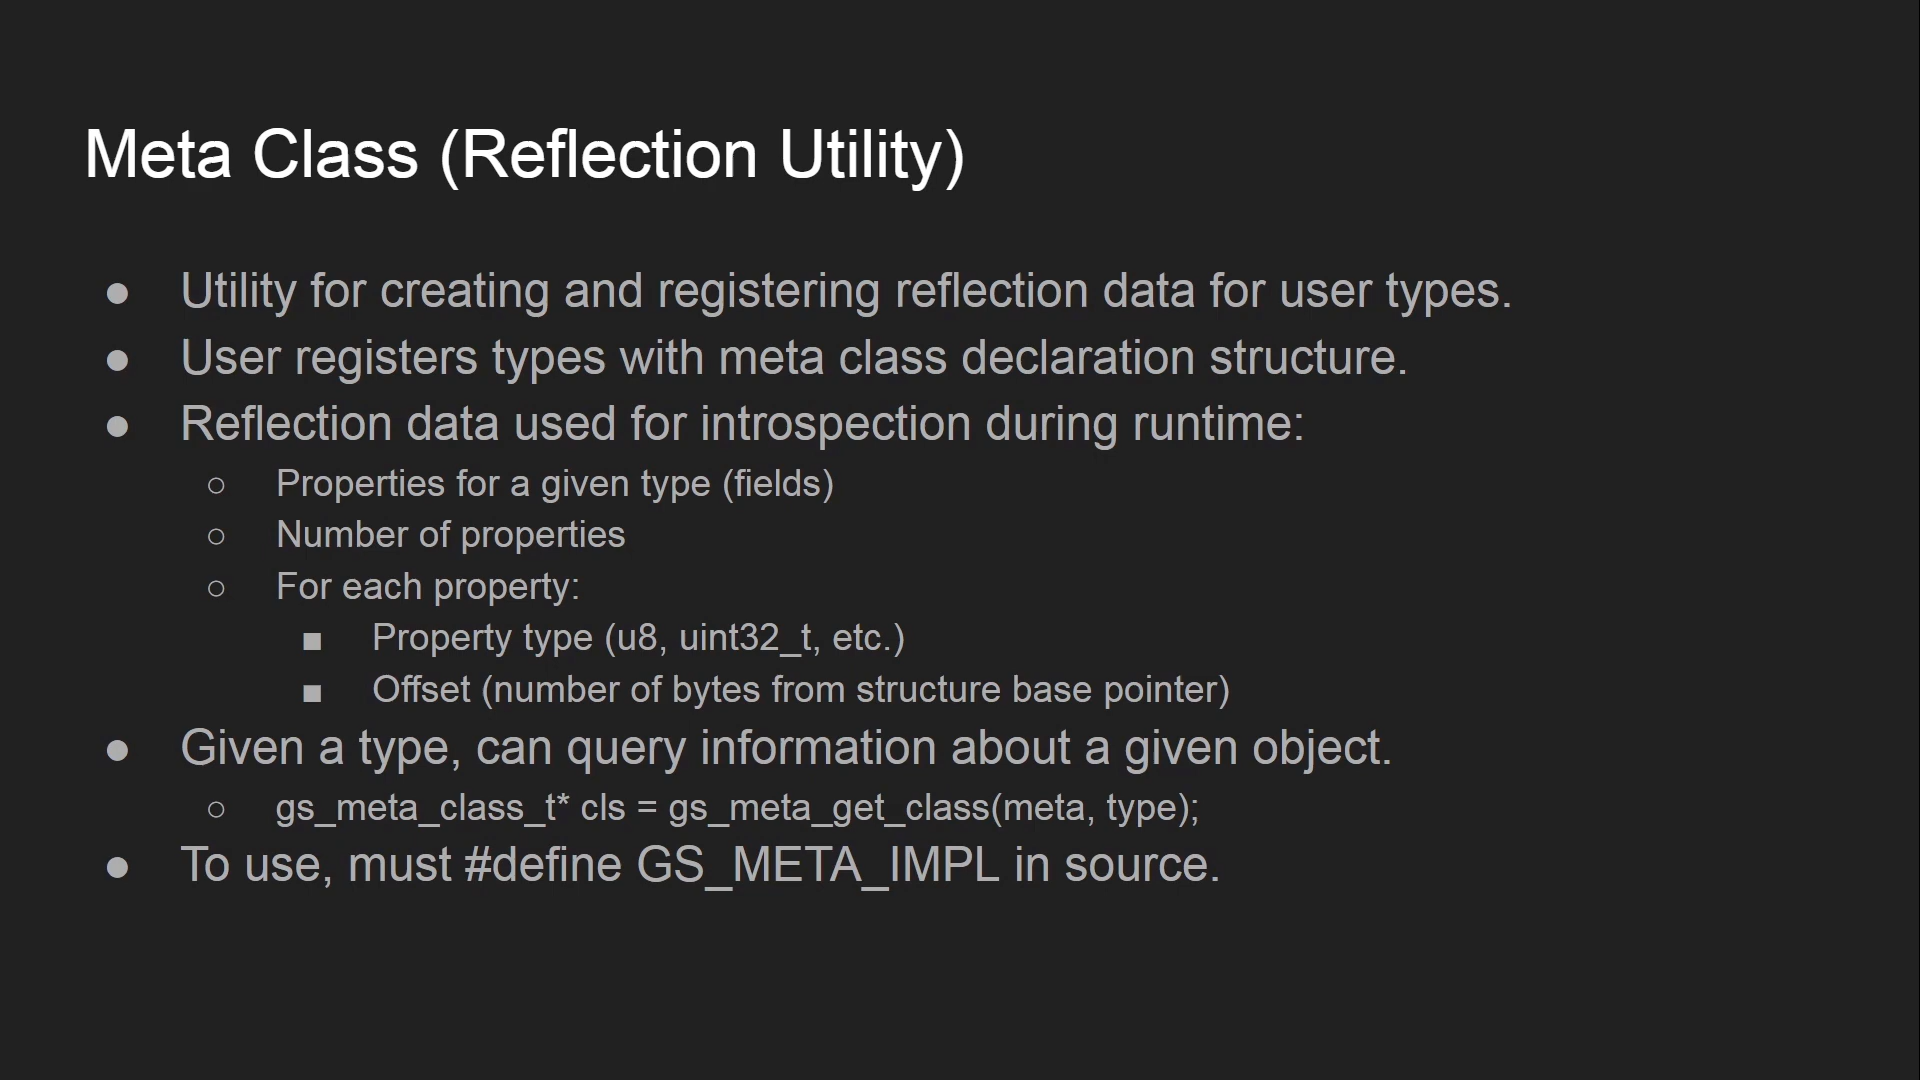 Meta Class (Reflection Utility)
● Utility for creating and registering reflection data for user types.
● User registers types with meta class declaration structure.
● Reflection data used for introspection during runtime:
○ Properties for a given type (fields)
○ Number of properties
○ For each property:
■ Property type (u8, uint32_t, etc.)
■ Offset (number of bytes from structure base pointer)
● Given a type, can query information about a given object.
○ gs_meta_class_t* cls = gs_meta_get_class(meta, type);
● To use, must #define GS_META_IMPL in source.